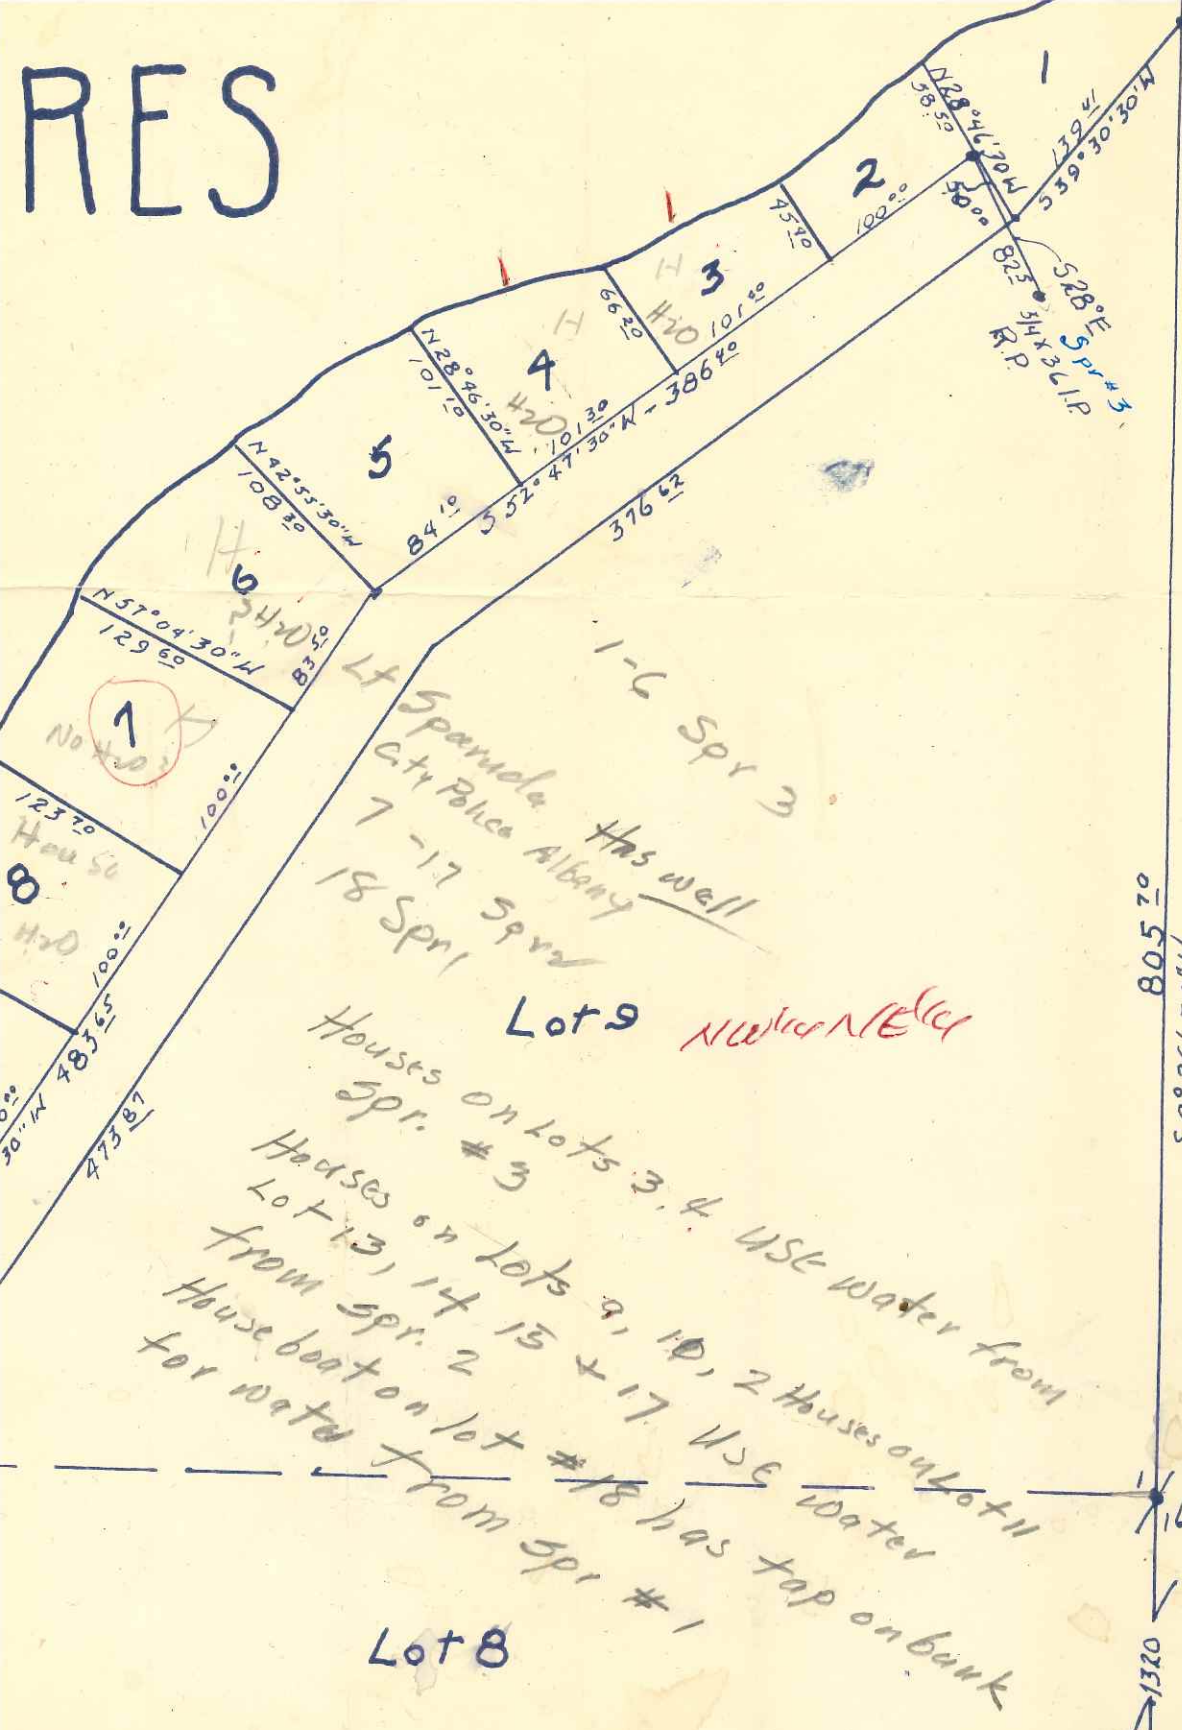 RES
1
N28°46'30"W
58.50
139.41
S39°30'30"W
2
100.00
50.00
45.40
S28°E
82.5
3/4 x 36 I.P.
R.P.
Spr #3
H
3
H2O
66.20
101.00
H
4
H2O
101.30
N28°46'30"W
101.10
S52°47'30"W - 386.40
376.62
5
84.10
N42°55'30"W
108.30
H
6
? H2O
83.50
N57°04'30"W
129.60
7
H
No H2O?
100.00
123.70
House
8
H2O
100.00
483.65
30"W
473.87
1-6 Spr 3
Lt
City Police Albany
Has well
7-17 Spr 2
18 Spr 1
Lot 9
NW1/4 NE1/4
805.70
Houses on Lots 3, 4 use water from
Spr. #3
Houses on Lots 9, 10, 2 Houses on Lot 11
Lot 13, 14 15 + 17 use water
from Spr. 2
House boat on lot #18 has tap on bank
for water from Spr #1
Lot 8
1320